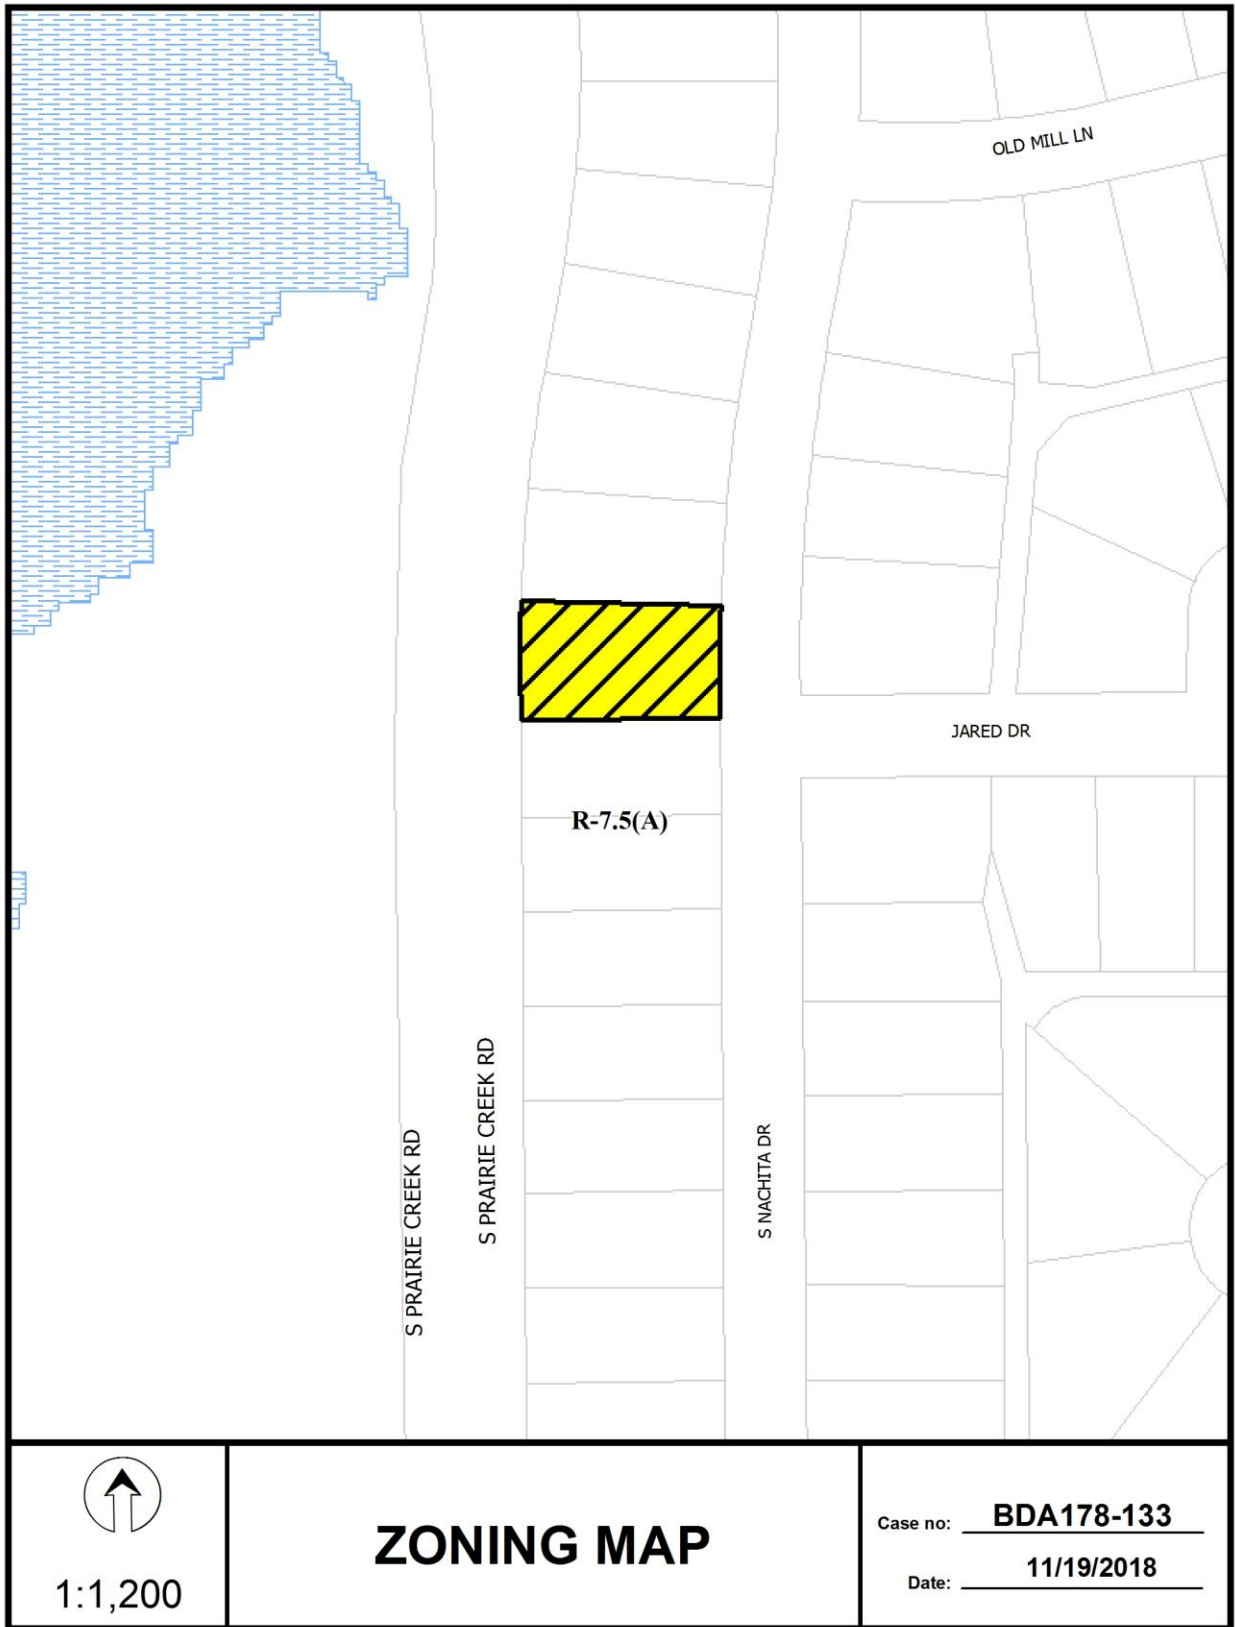 OLD MILL LN
JARED DR
R-7.5(A)
S PRAIRIE CREEK RD
S PRAIRIE CREEK RD
S NACHITA DR
1:1,200
ZONING MAP
Case no: BDA178-133
Date: 11/19/2018